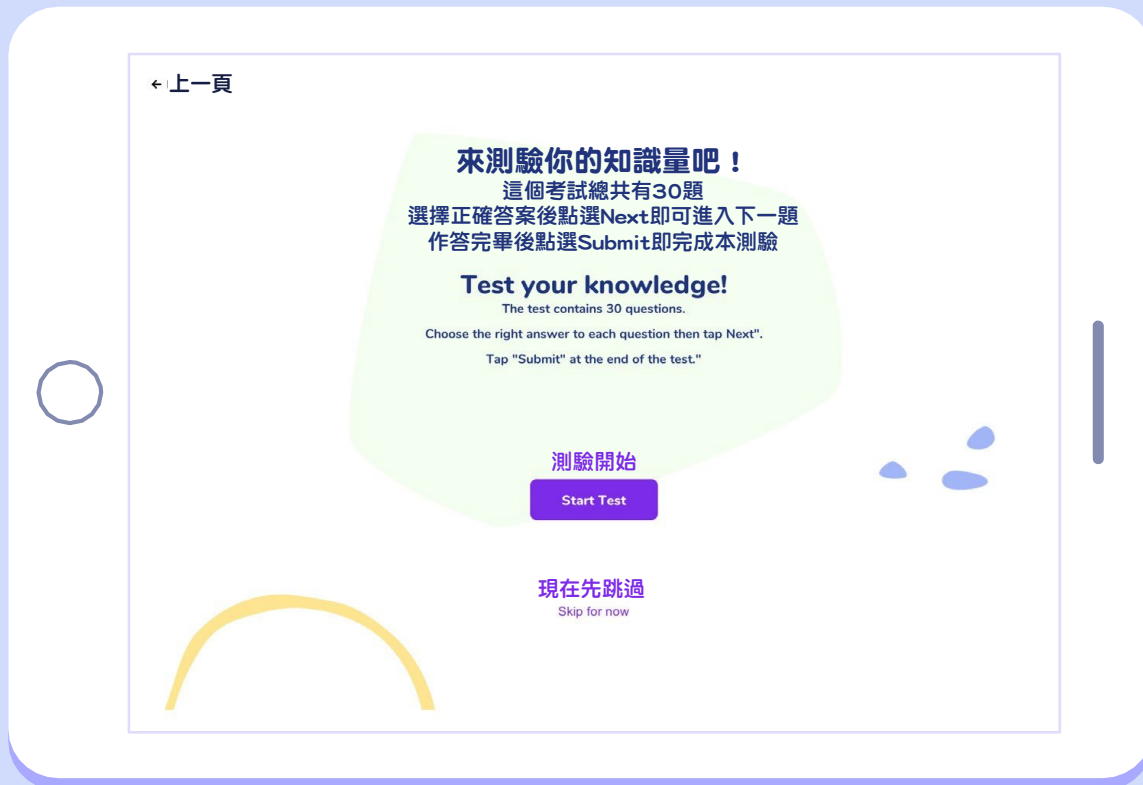 ←上一頁
來測驗你的知識量吧！
這個考試總共有30題
選擇正確答案後點選Next即可進入下一題
作答完畢後點選Submit即完成本測驗
Test your knowledge!
The test contains 30 questions.
Choose the right answer to each question then tap Next".
Tap "Submit" at the end of the test."
測驗開始
Start Test
現在先跳過
Skip for now